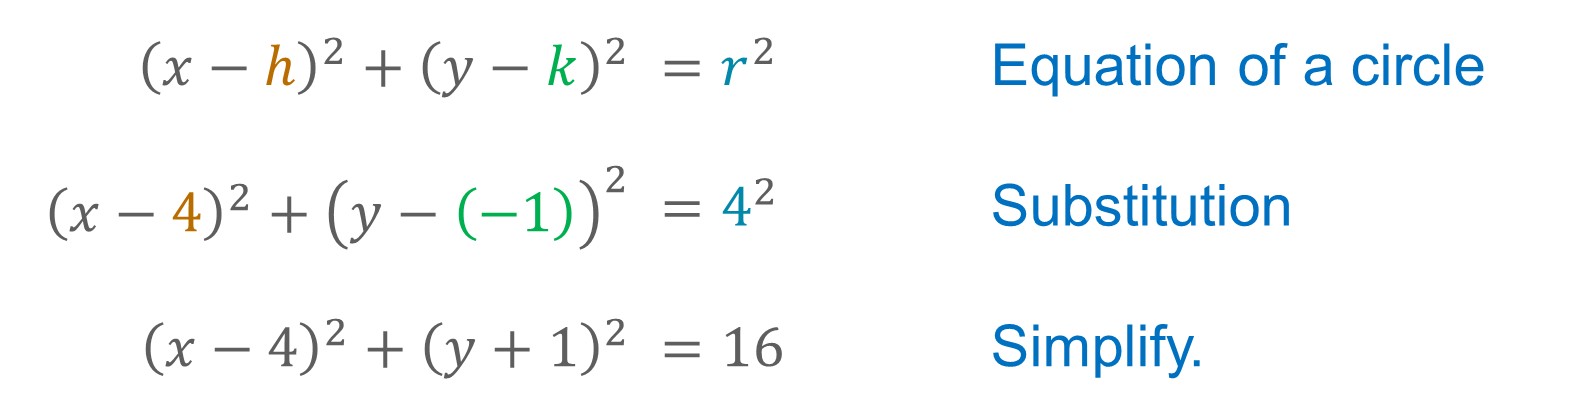 (x − h)² + (y − k)² = r² Equation of a circle
(x − 4)² + (y − (−1))² = 4² Substitution
(x − 4)² + (y + 1)² = 16 Simplify.